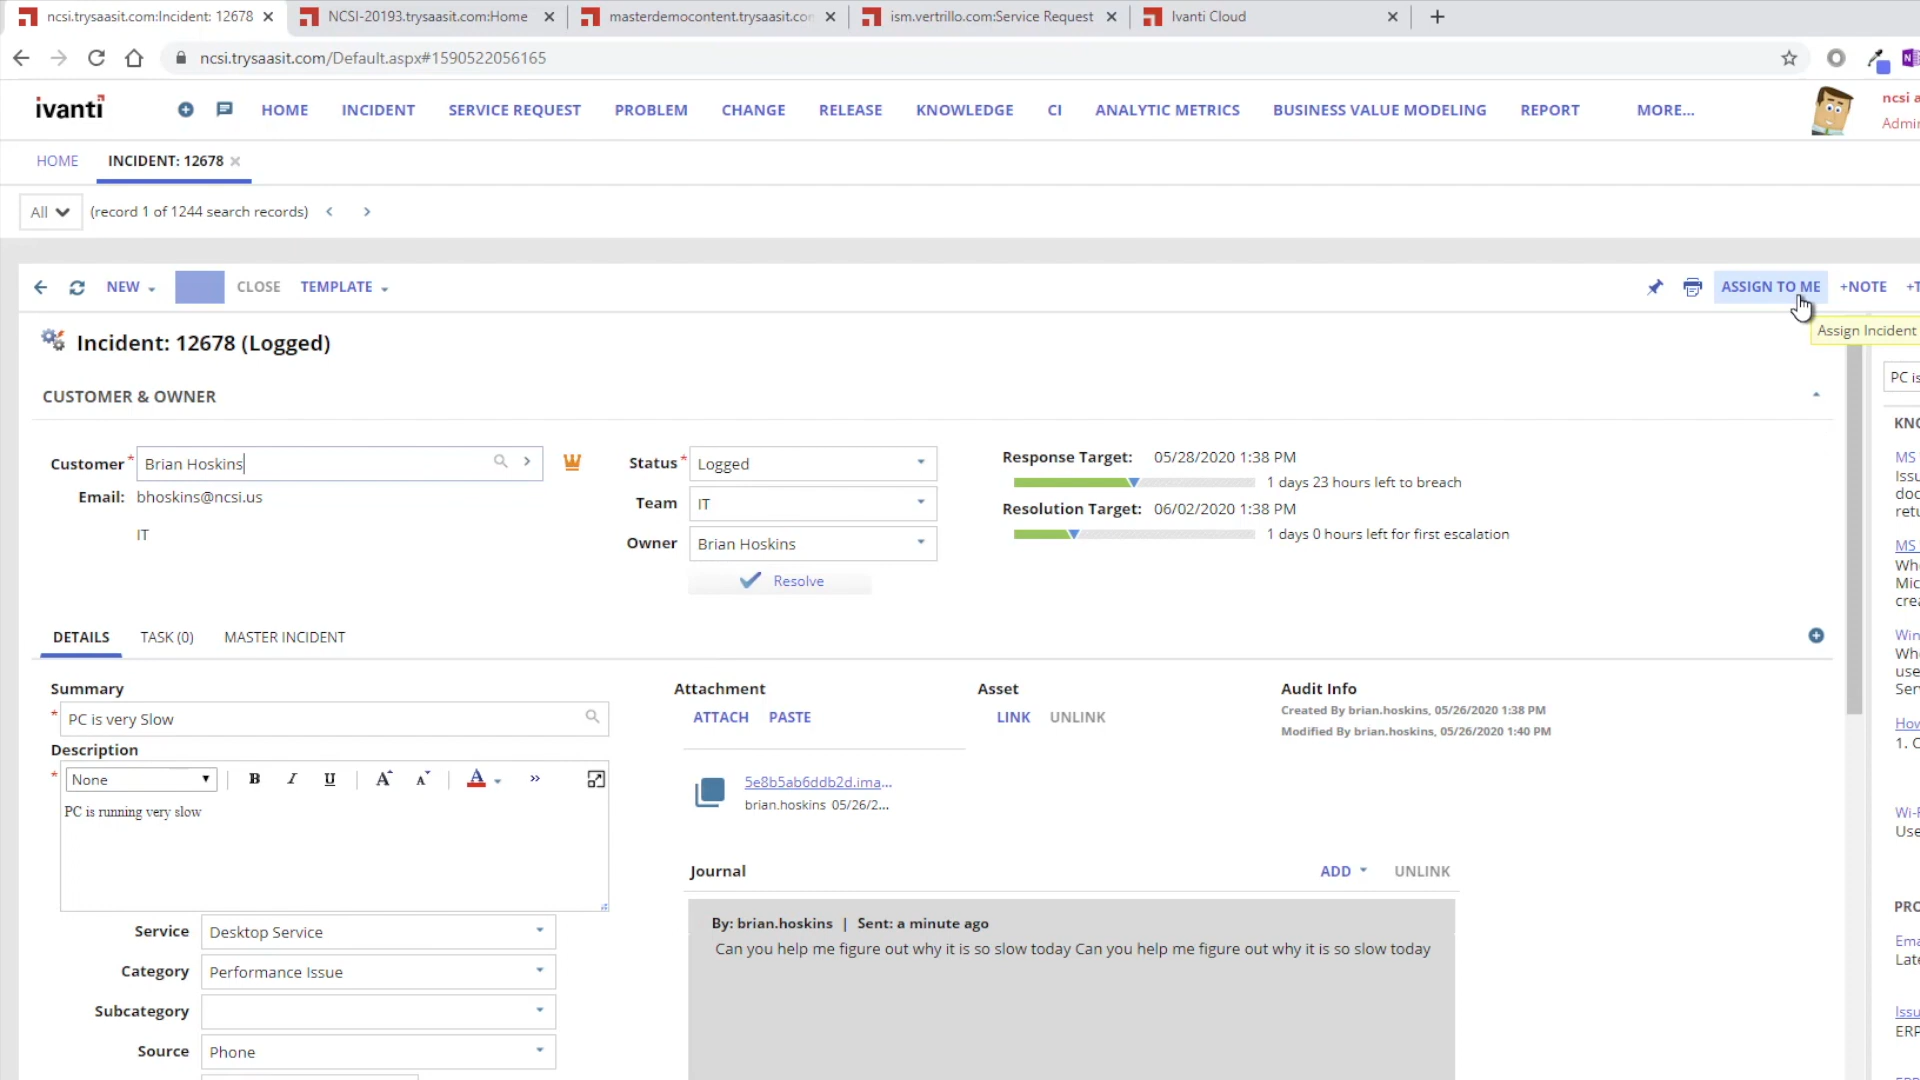 ncsi.trysaasit.com:Incident: 12678
NCSI-20193.trysaasit.com:Home
masterdemocontent.trysaasit.com
ism.vertrillo.com:Service Request
Ivanti Cloud
ncsi.trysaasit.com/Default.aspx#1590522056165
ivanti
HOME
INCIDENT
SERVICE REQUEST
PROBLEM
CHANGE
RELEASE
KNOWLEDGE
CI
ANALYTIC METRICS
BUSINESS VALUE MODELING
REPORT
MORE...
ncsi a
Admin
HOME
INCIDENT: 12678
All
(record 1 of 1244 search records)
NEW
CLOSE
TEMPLATE
ASSIGN TO ME
+NOTE
+T
Assign Incident
Incident: 12678 (Logged)
PC is
CUSTOMER & OWNER
Customer * Brian Hoskins
Email: bhoskins@ncsi.us
IT
Status * Logged
Team IT
Owner Brian Hoskins
Resolve
Response Target: 05/28/2020 1:38 PM
1 days 23 hours left to breach
Resolution Target: 06/02/2020 1:38 PM
1 days 0 hours left for first escalation
DETAILS
TASK (0)
MASTER INCIDENT
Summary
* PC is very Slow
Description
* None
B I U A A A »
PC is running very slow
Service Desktop Service
Category Performance Issue
Subcategory
Source Phone
Attachment
ATTACH PASTE
5e8b5ab6ddb2d.ima...
brian.hoskins 05/26/2...
Asset
LINK UNLINK
Audit Info
Created By brian.hoskins, 05/26/2020 1:38 PM
Modified By brian.hoskins, 05/26/2020 1:40 PM
Journal
ADD
UNLINK
By: brian.hoskins | Sent: a minute ago
Can you help me figure out why it is so slow today Can you help me figure out why it is so slow today
KNO
MS
Issu
doc
retu
MS
Whe
Mic
crea
Win
Whe
use
Serv
How
1. C
Wi-F
Use
PRO
Ema
Late
Issu
ERP